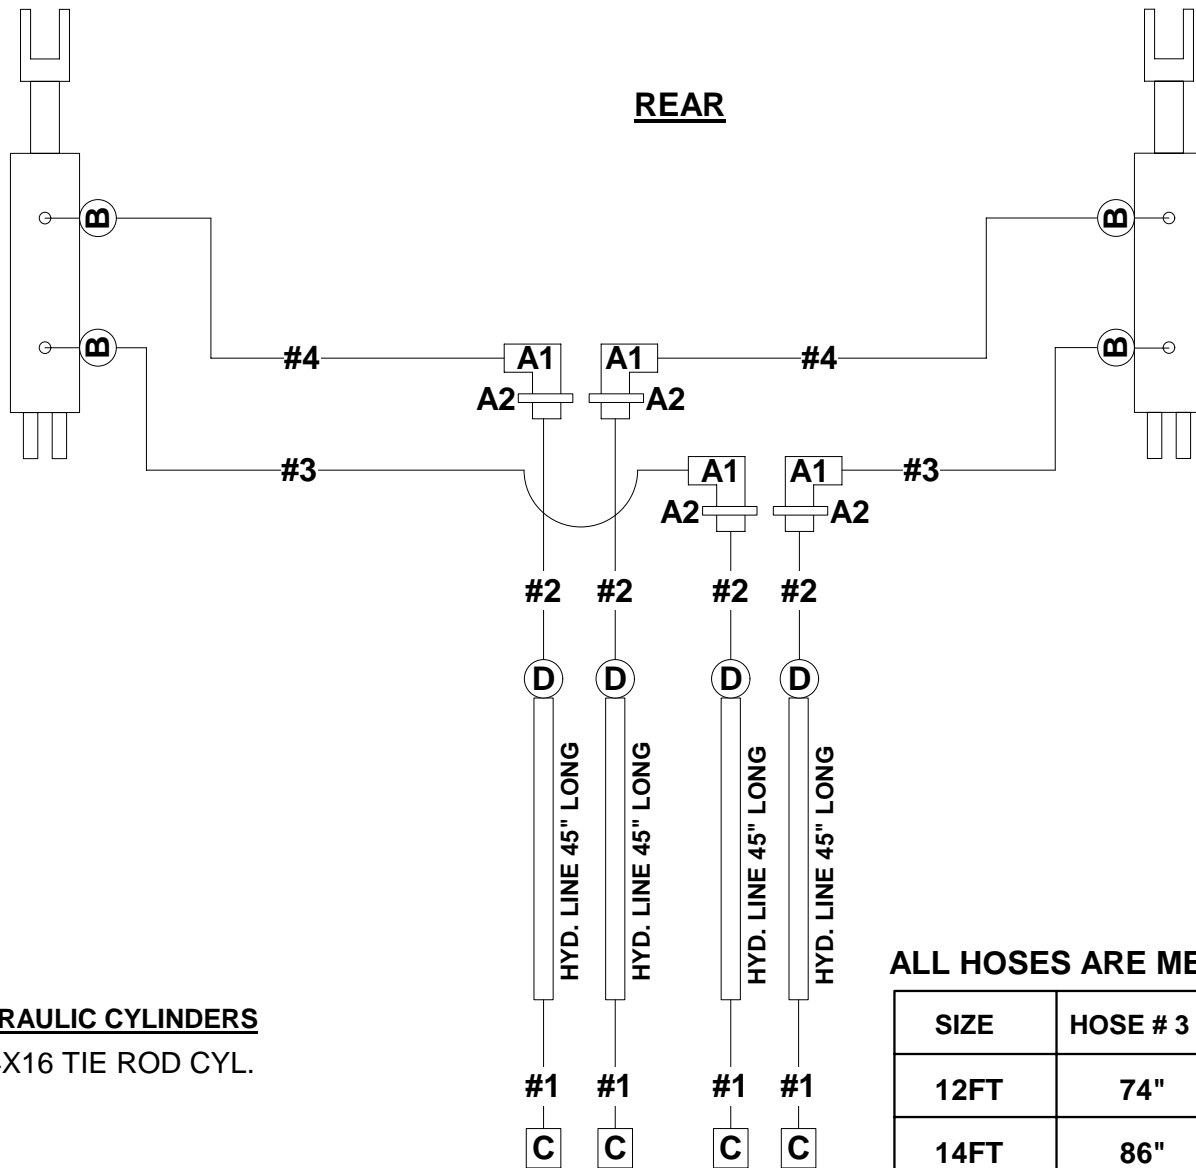 REAR
B B
#4 A1 A1 #4
A2 A2
B B
#3 A1 A1 #3
A2 A2
#2 #2 #2 #2
D D D D
HYD. LINE 45" LONG
HYD. LINE 45" LONG
HYD. LINE 45" LONG
HYD. LINE 45" LONG
#1 #1 #1 #1
C C C C
RAULIC CYLINDERS
X16 TIE ROD CYL.
ALL HOSES ARE ME
SIZE HOSE # 3
12FT 74"
14FT 86"